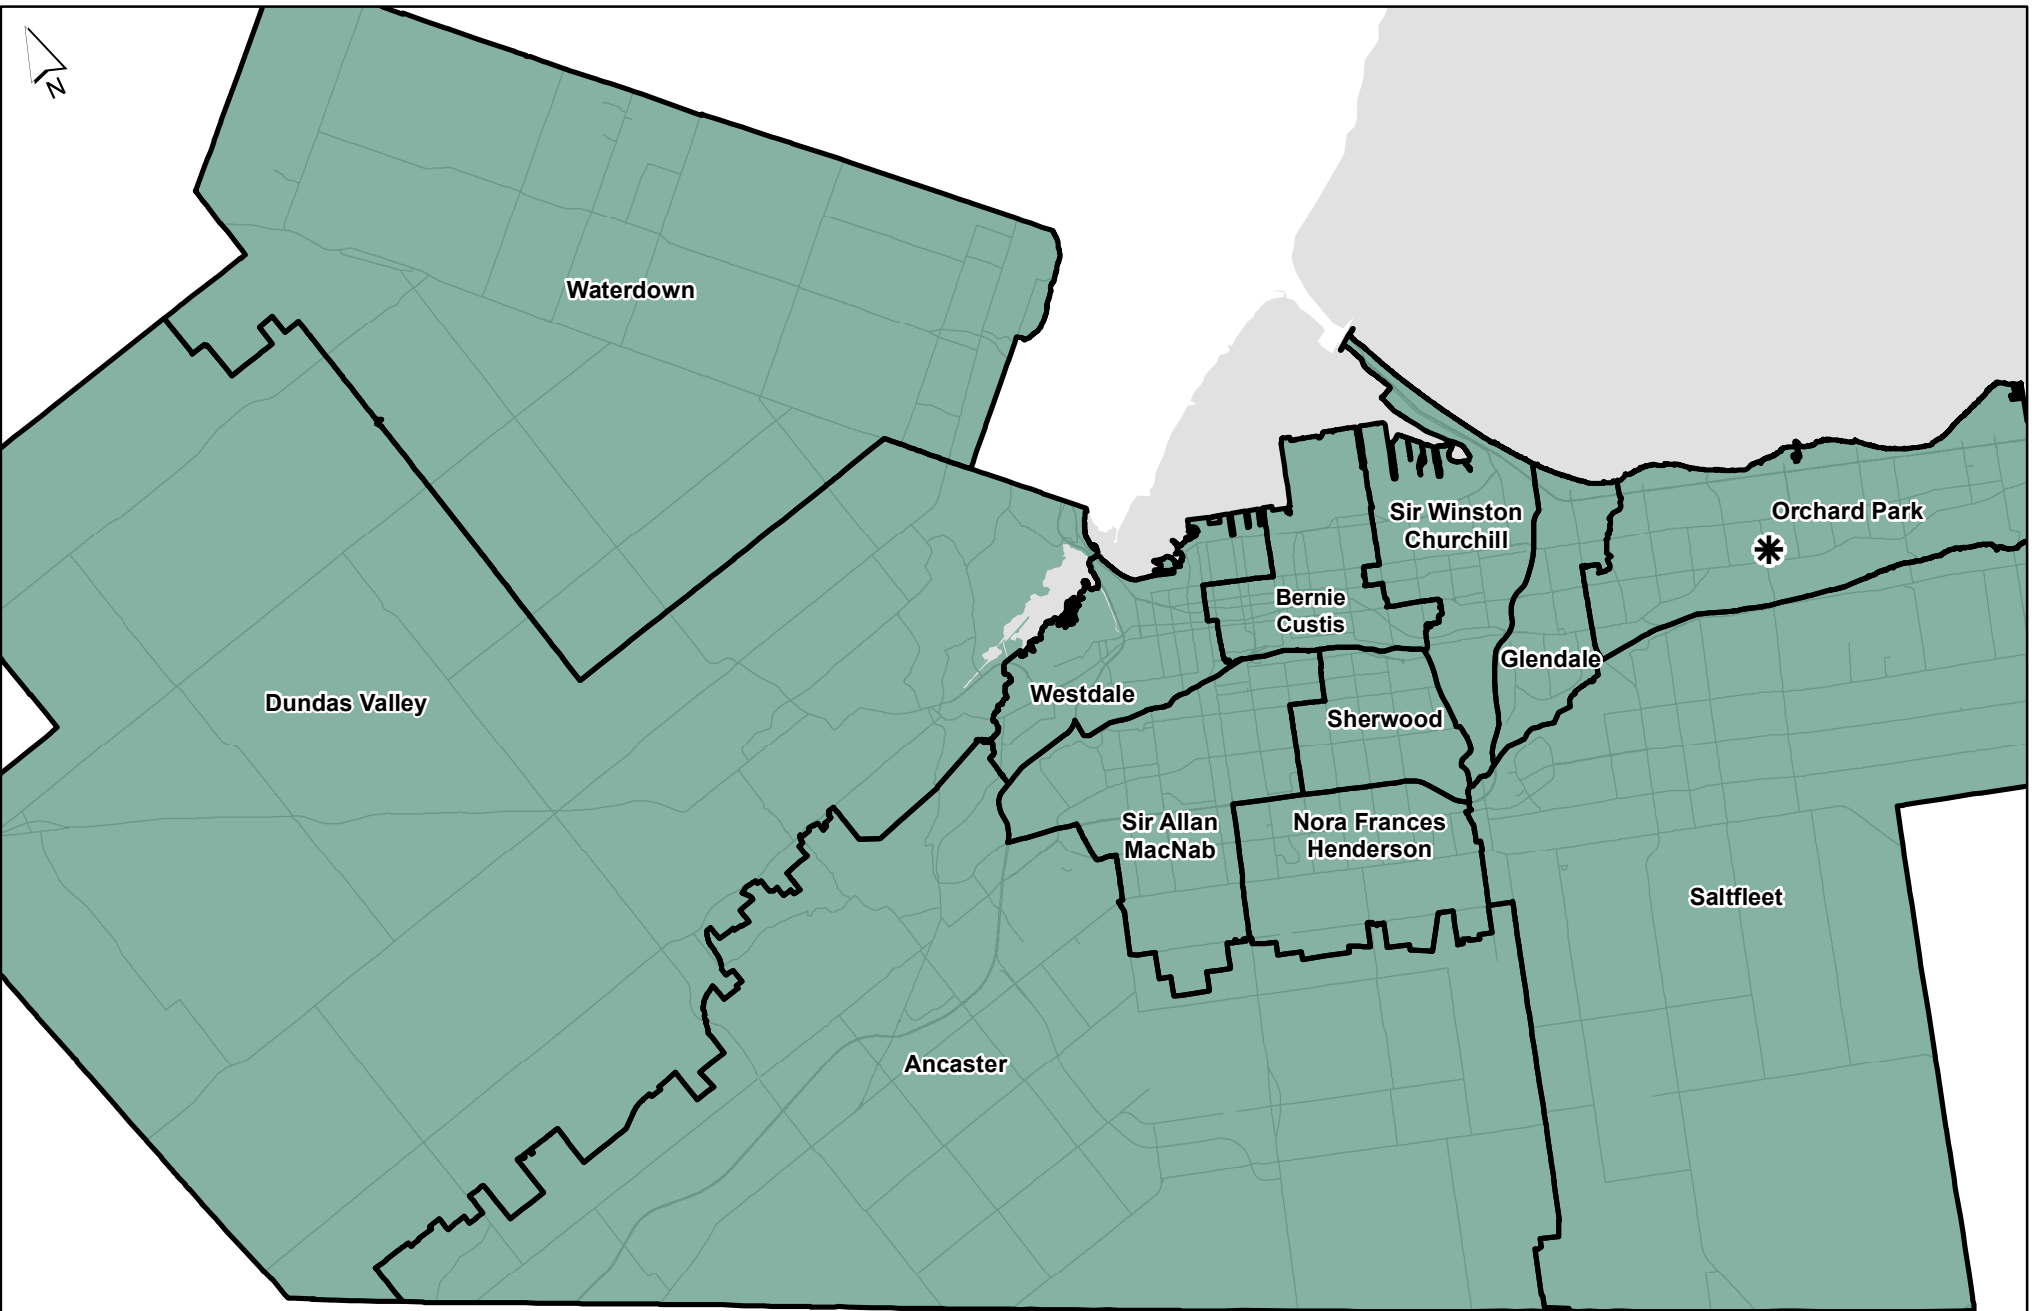 N
Waterdown
Sir Winston
Churchill
Orchard Park
Bernie
Custis
Glendale
Westdale
Dundas Valley
Sherwood
Sir Allan
MacNab
Nora Frances
Henderson
Saltfleet
Ancaster